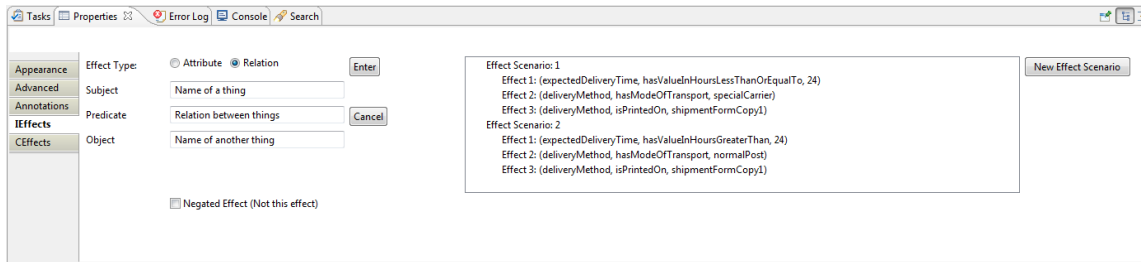 Tasks Properties Error Log Console Search
Appearance
Advanced
Annotations
IEffects
CEffects
Effect Type: Attribute Relation Enter
Subject Name of a thing
Predicate Relation between things Cancel
Object Name of another thing
Negated Effect (Not this effect)
Effect Scenario: 1
Effect 1: (expectedDeliveryTime, hasValueInHoursLessThanOrEqualTo, 24)
Effect 2: (deliveryMethod, hasModeOfTransport, specialCarrier)
Effect 3: (deliveryMethod, isPrintedOn, shipmentFormCopy1)
Effect Scenario: 2
Effect 1: (expectedDeliveryTime, hasValueInHoursGreaterThan, 24)
Effect 2: (deliveryMethod, hasModeOfTransport, normalPost)
Effect 3: (deliveryMethod, isPrintedOn, shipmentFormCopy1)
New Effect Scenario